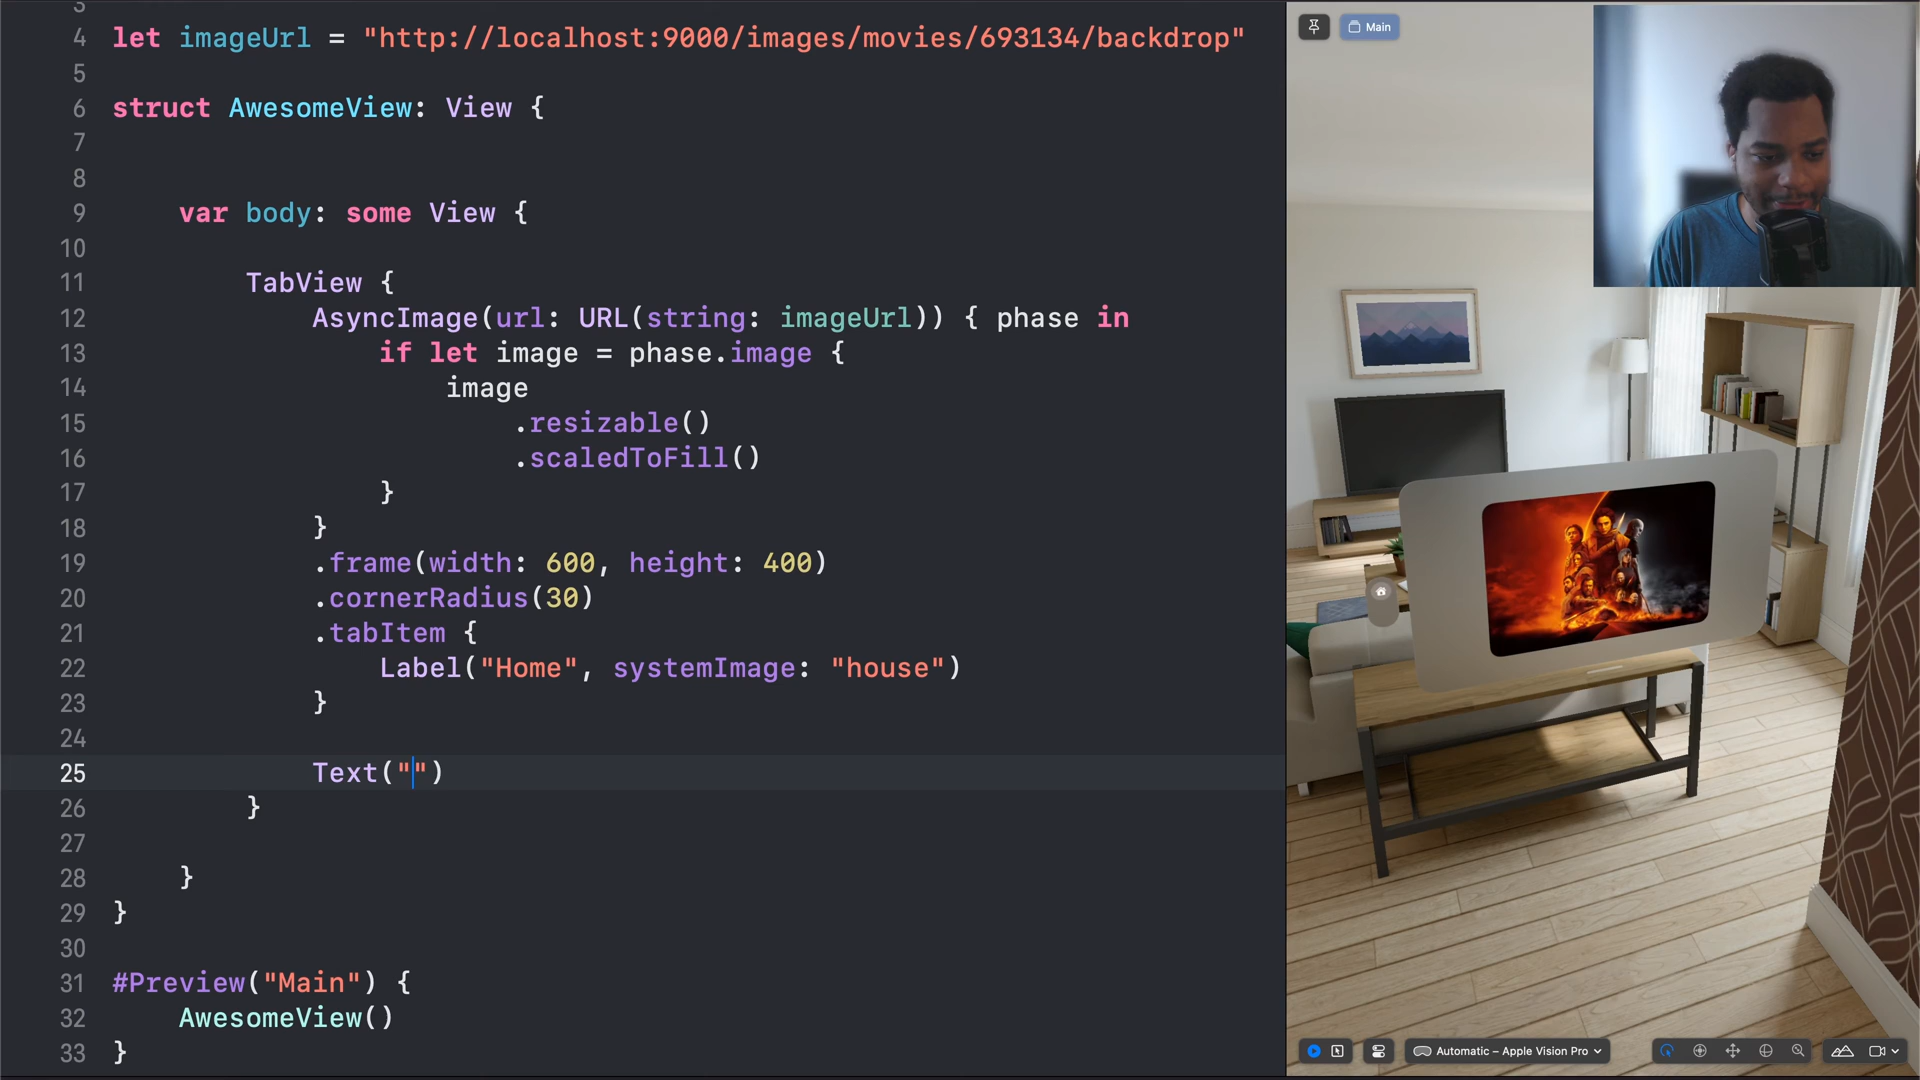 3
4 let imageUrl = "http://localhost:9000/images/movies/693134/backdrop"
5
6 struct AwesomeView: View {
7
8
9 var body: some View {
10
11 TabView {
12 AsyncImage(url: URL(string: imageUrl)) { phase in
13 if let image = phase.image {
14 image
15 .resizable()
16 .scaledToFill()
17 }
18 }
19 .frame(width: 600, height: 400)
20 .cornerRadius(30)
21 .tabItem {
22 Label("Home", systemImage: "house")
23 }
24
25 Text("")
26 }
27
28 }
29 }
30
31 #Preview("Main") {
32 AwesomeView()
33 }
Main
Automatic – Apple Vision Pro